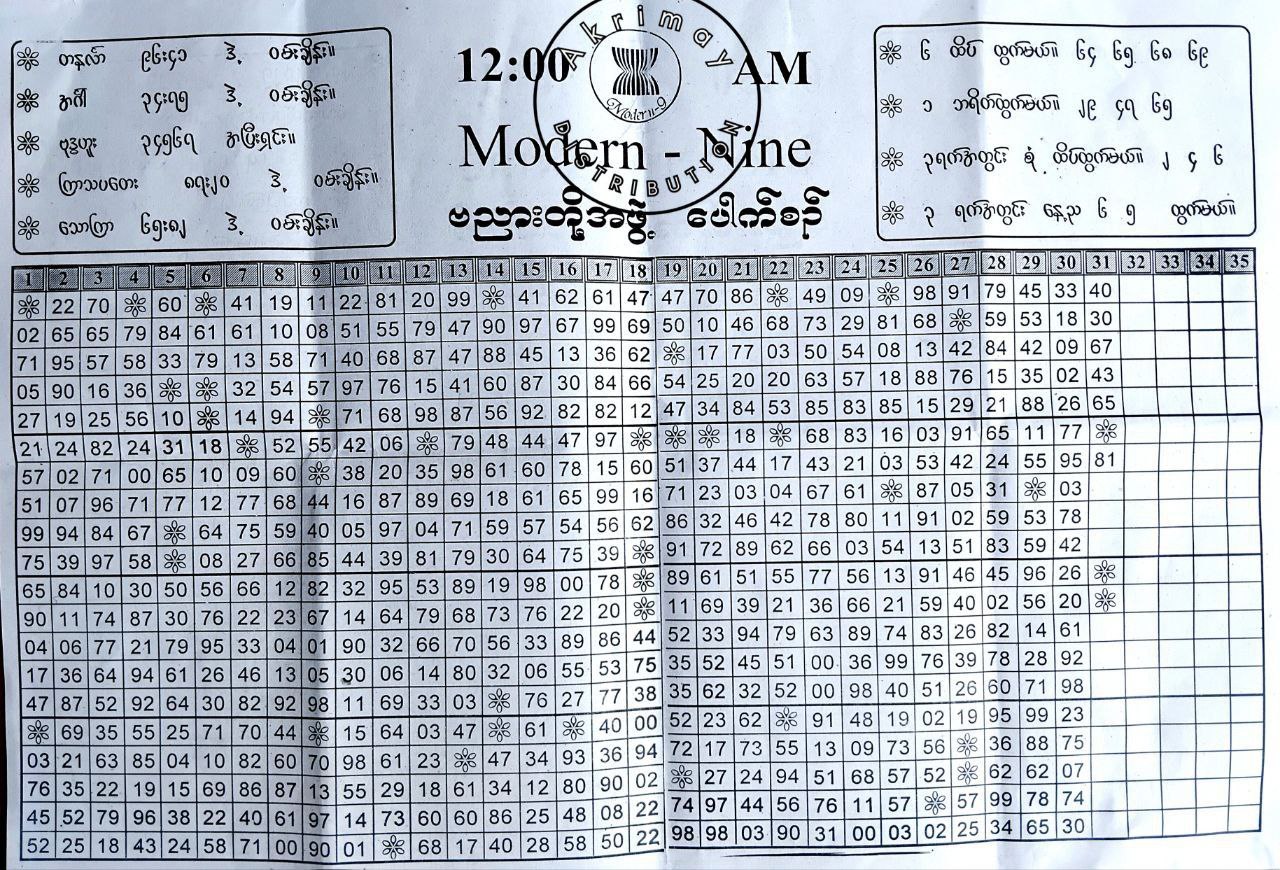 ❀ တနင်္လာ ၉၆း၄၁ ဒဲ့ ဝမ်းချိန်း။
❀ အင်္ဂါ ၃၄း၇၅ ဒဲ့ ဝမ်းချိန်း။
❀ ဗုဒ္ဓဟူး ၃၄၅၆၇ အပြီးရှင်း။
❀ ကြာသပတေး ၈၇း၂၀ ဒဲ့ ဝမ်းချိန်း။
❀ သောကြာ ၆၅း၈၂ ဒဲ့ ဝမ်းချိန်း။
12:00 AM
Akrimay
Modern-9
DISTRIBUTION
Modern - Nine
ဗညားတို့အဖွဲ့ ပေါက်စဉ်
❀ ၆ ထိပ် ထွက်မယ်။ ၆၄ ၆၅ ၆၈ ၆၉
❀ ၁ ဘရိတ်ထွက်မယ်။ ၂၉ ၄၇ ၆၅
❀ ၃ရက်အတွင်း စုံ ထိပ်ထွက်မယ်။ ၂ ၄ ၆
❀ ၃ ရက်အတွင်း နေ့ည ၆ ၅ ထွက်မယ်။
1 2 3 4 5 6 7 8 9 10 11 12 13 14 15 16 17 18 19 20 21 22 23 24 25 26 27 28 29 30 31 32 33 34 35
❀ 22 70 ❀ 60 ❀ 41 19 11 22 81 20 99 ❀ 41 62 61 47 47 70 86 ❀ 49 09 ❀ 98 91 79 45 33 40
02 65 65 79 84 61 61 10 08 51 55 79 47 90 97 67 99 69 50 10 46 68 73 29 81 68 ❀ 59 53 18 30
71 95 57 58 33 79 13 58 71 40 68 87 47 88 45 13 36 62 ❀ 17 77 03 50 54 08 13 42 84 42 09 67
05 90 16 36 ❀ ❀ 32 54 57 97 76 15 41 60 87 30 84 66 54 25 20 20 63 57 18 88 76 15 35 02 43
27 19 25 56 10 ❀ 14 94 ❀ 71 68 98 87 56 92 82 82 12 47 34 84 53 85 83 85 15 29 21 88 26 65
21 24 82 24 31 18 ❀ 52 55 42 06 ❀ 79 48 44 47 97 ❀ ❀ ❀ 18 ❀ 68 83 16 03 91 65 11 77 ❀
57 02 71 00 65 10 09 60 ❀ 38 20 35 98 61 60 78 15 60 51 37 44 17 43 21 03 53 42 24 55 95 81
51 07 96 71 77 12 77 68 44 16 87 89 69 18 61 65 99 16 71 23 03 04 67 61 ❀ 87 05 31 ❀ 03
99 94 84 67 ❀ 64 75 59 40 05 97 04 71 59 57 54 56 62 86 32 46 42 78 80 11 91 02 59 53 78
75 39 97 58 ❀ 08 27 66 85 44 39 81 79 30 64 75 39 ❀ 91 72 89 62 66 03 54 13 51 83 59 42
65 84 10 30 50 56 66 12 82 32 95 53 89 19 98 00 78 ❀ 89 61 51 55 77 56 13 91 46 45 96 26 ❀
90 11 74 87 30 76 22 23 67 14 64 79 68 73 76 22 20 ❀ 11 69 39 21 36 66 21 59 40 02 56 20 ❀
04 06 77 21 79 95 33 04 01 90 32 66 70 56 33 89 86 44 52 33 94 79 63 89 74 83 26 82 14 61
17 36 64 94 61 26 46 13 05 30 06 14 80 32 06 55 53 75 35 52 45 51 00 36 99 76 39 78 28 92
47 87 52 92 64 30 82 92 98 11 69 33 03 ❀ 76 27 77 38 35 62 32 52 00 98 40 51 26 60 71 98
❀ 69 35 55 25 71 70 44 ❀ 15 64 03 47 ❀ 61 ❀ 40 00 52 23 62 ❀ 91 48 19 02 19 95 99 23
03 21 63 85 04 10 82 60 70 98 61 23 ❀ 47 34 93 36 94 72 17 73 55 13 09 73 56 ❀ 36 88 75
76 35 22 19 15 69 86 87 13 55 29 18 61 34 12 80 90 02 ❀ 27 24 94 51 68 57 52 ❀ 62 62 07
45 52 79 96 38 22 40 61 97 14 73 60 60 86 25 48 08 22 74 97 44 56 76 11 57 ❀ 57 99 78 74
52 25 18 43 24 58 71 00 90 01 ❀ 68 17 40 28 58 50 22 98 98 03 90 31 00 03 02 25 34 65 30